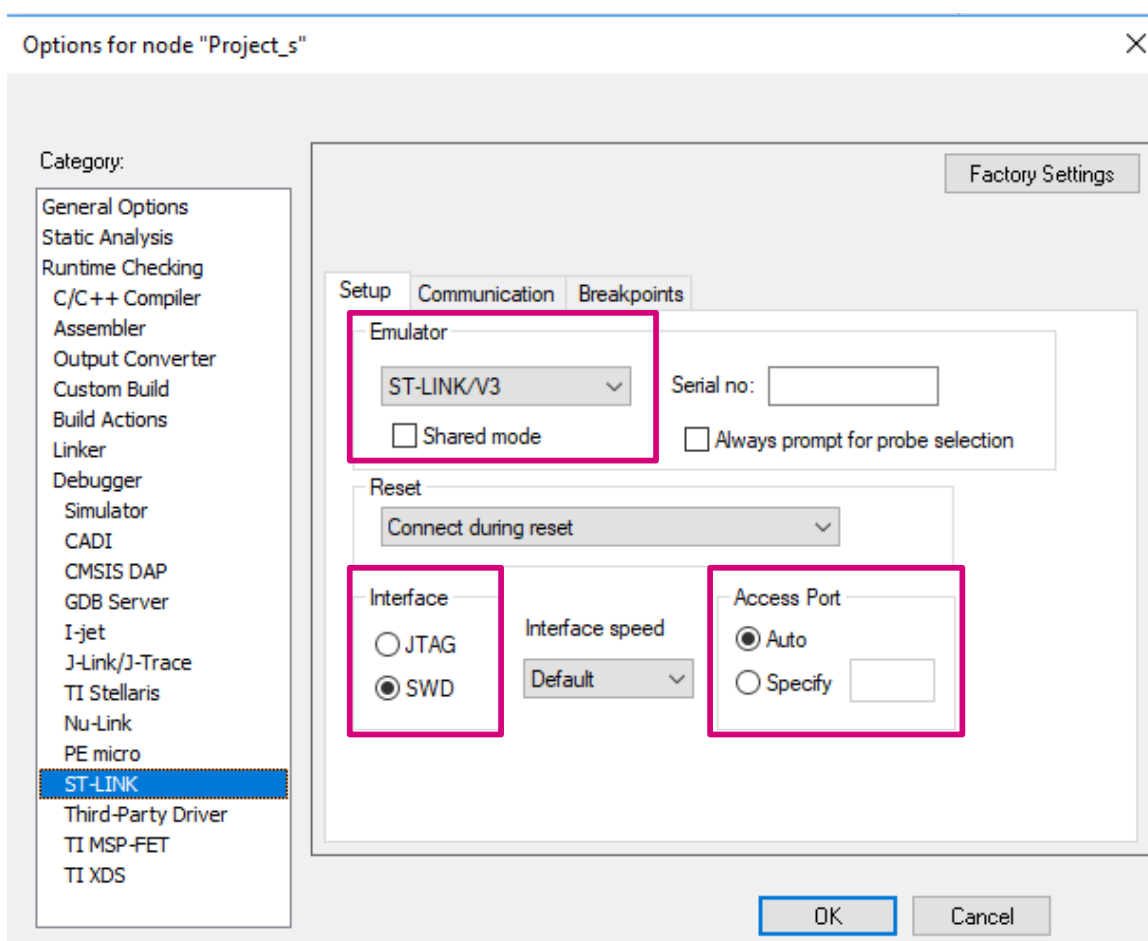 Options for node "Project_s"
Category:
General Options
Static Analysis
Runtime Checking
C/C++ Compiler
Assembler
Output Converter
Custom Build
Build Actions
Linker
Debugger
Simulator
CADI
CMSIS DAP
GDB Server
I-jet
J-Link/J-Trace
TI Stellaris
Nu-Link
PE micro
ST-LINK
Third-Party Driver
TI MSP-FET
TI XDS
Factory Settings
Setup Communication Breakpoints
Emulator
ST-LINK/V3 Serial no:
Shared mode Always prompt for probe selection
Reset
Connect during reset
Interface
JTAG
SWD
Interface speed
Default
Access Port
Auto
Specify
OK Cancel